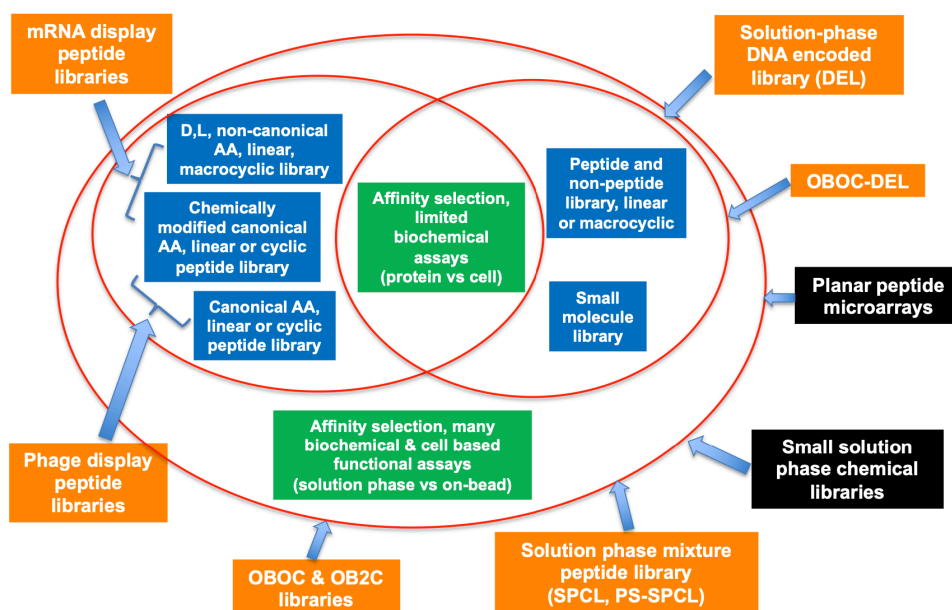 mRNA display
peptide
libraries
Solution-phase
DNA encoded
library (DEL)
D,L, non-canonical
AA, linear,
macrocyclic library
Peptide and
non-peptide
library, linear
or macrocyclic
OBOC-DEL
Affinity selection,
limited
biochemical
assays
(protein vs cell)
Chemically
modified canonical
AA, linear or cyclic
peptide library
Planar peptide
microarrays
Canonical AA,
linear or cyclic
peptide library
Small
molecule
library
Affinity selection, many
biochemical & cell based
functional assays
(solution phase vs on-bead)
Small solution
phase chemical
libraries
Phage display
peptide
libraries
OBOC & OB2C
libraries
Solution phase mixture
peptide library
(SPCL, PS-SPCL)